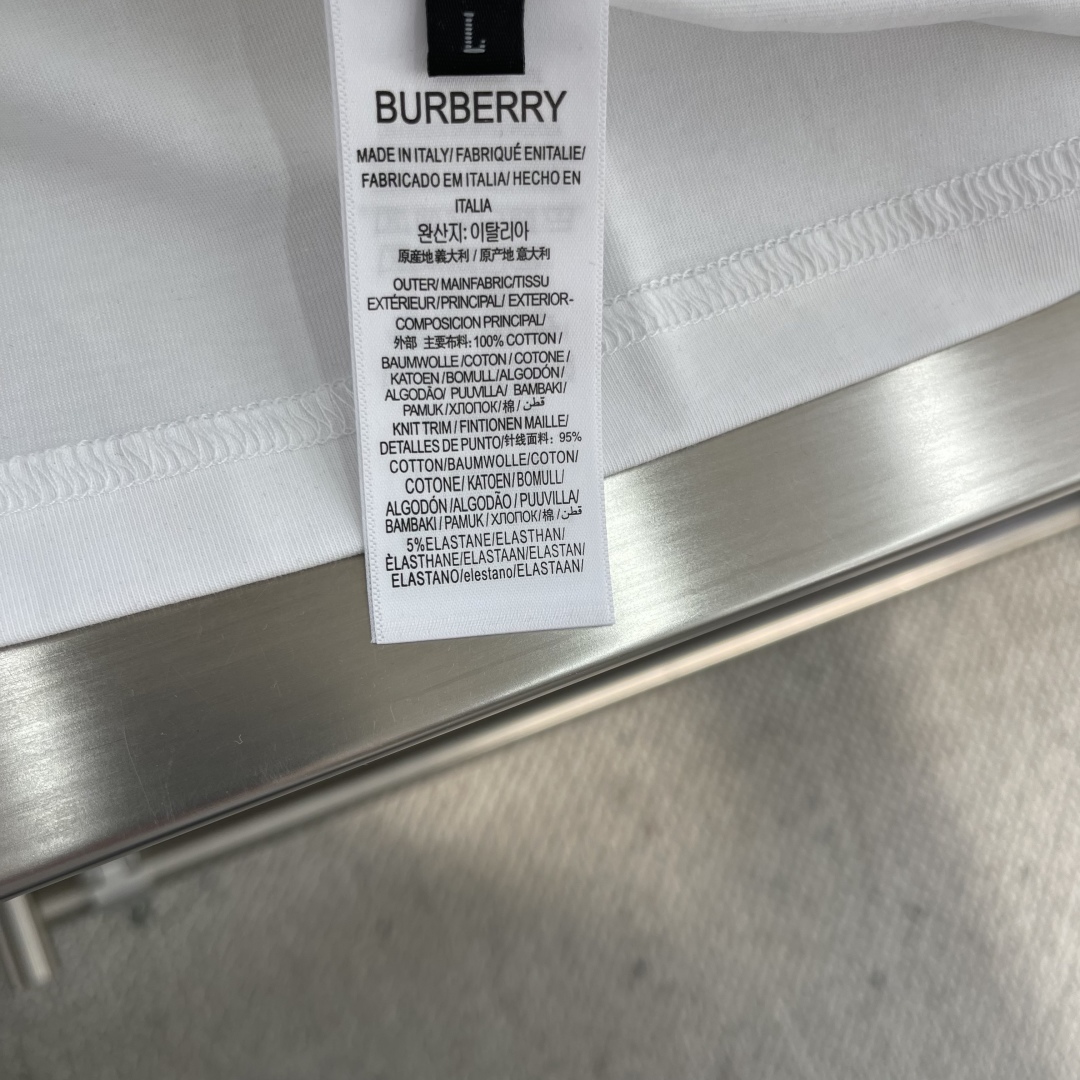 L
BURBERRY
MADE IN ITALY/ FABRIQUÉ ENITALIE/
FABRICADO EM ITALIA/ HECHO EN
ITALIA
완산지: 이탈리아
原産地義大利 / 原产地 意大利
OUTER/ MAINFABRIC/TISSU
EXTÉRIEUR/PRINCIPAL/ EXTERIOR-
COMPOSICION PRINCIPAL/
外部 主要布料: 100% COTTON /
BAUMWOLLE /COTON / COTONE /
KATOEN /BOMULL/ALGODÓN /
ALGODÃO/ PUUVILLA/ BAMBAKI/
PAMUK /ХЛОПОК/棉 / قطن
KNIT TRIM / FINTIONEN MAILLE/
DETALLES DE PUNTO/针线面料: 95%
COTTON/BAUMWOLLE/COTON/
COTONE/ KATOEN/BOMULL/
ALGODÓN /ALGODÃO / PUUVILLA/
BAMBAKI / PAMUK / ХЛОПОК/棉 /قطن
5%ELASTANE/ELASTHAN/
ÈLASTHANE/ELASTAAN/ELASTAN/
ELASTANO/elestano/ELASTAAN/